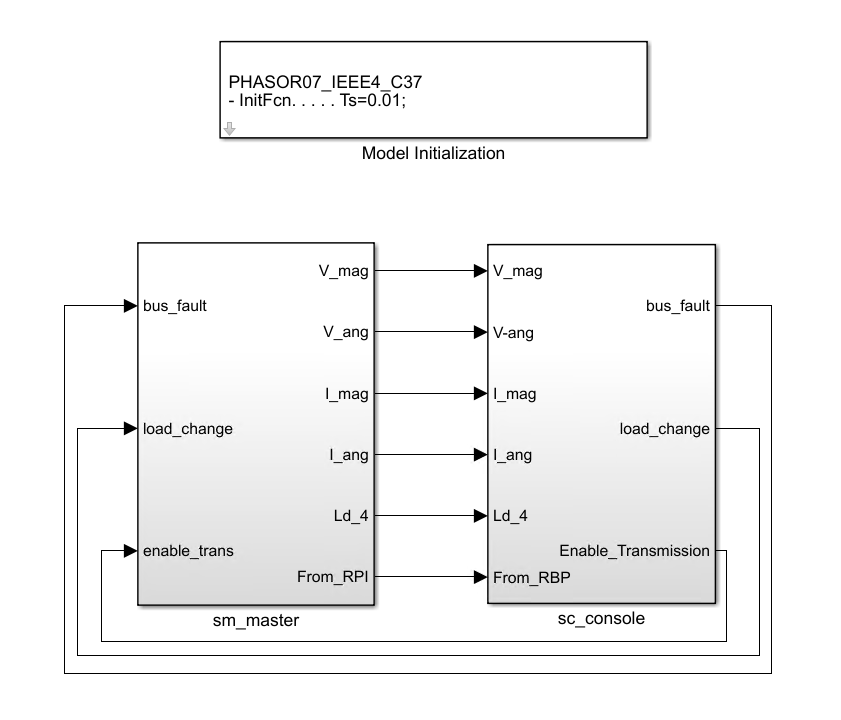 PHASOR07_IEEE4_C37
- InitFcn. . . . . Ts=0.01;
Model Initialization
bus_fault
load_change
enable_trans
V_mag
V_ang
I_mag
I_ang
Ld_4
From_RPI
sm_master
V_mag
V-ang
I_mag
I_ang
Ld_4
From_RBP
bus_fault
load_change
Enable_Transmission
sc_console